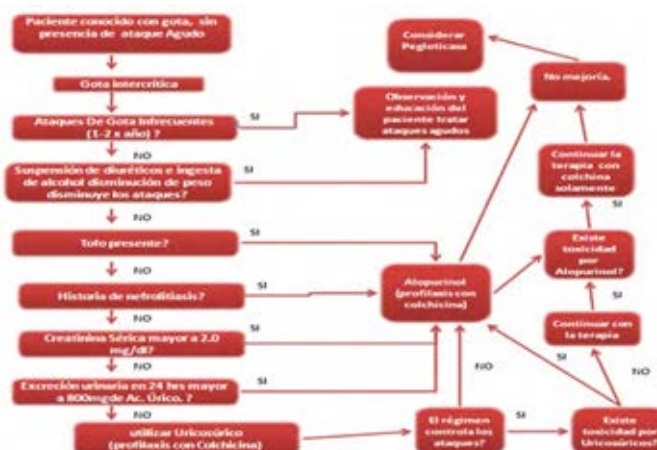 Paciente conocido con gota, sin
presencia de ataque Agudo
Gota Intercrítica
Ataques De Gota Infrecuentes
(1-2 x año) ?
SI
NO
Suspensión de diuréticos e ingesta
de alcohol disminución de peso
disminuye los ataques?
SI
NO
Tofo presente?
SI
NO
Historia de nefrolitiasis?
SI
NO
Creatinina Sérica mayor a 2.0
mg/dl?
SI
NO
Excreción urinaria en 24 hrs mayor
a 800mgde Ac. Úrico. ?
SI
NO
utilizar Uricosúrico
(profilaxis con Colchicina)
Considerar
Pegloticasa
Observación y
educación del
paciente tratar
ataques agudos
Alopurinol
(profilaxis con
colchicina)
NO
El régimen
controla los
ataques?
SI
No mejoría.
Continuar la
terapia con
colchina
solamente
SI
Existe
toxicidad
por
Alopurinol?
SI
Continuar con
la terapia
SI
NO
Existe
toxicidad por
Uricosúricos?